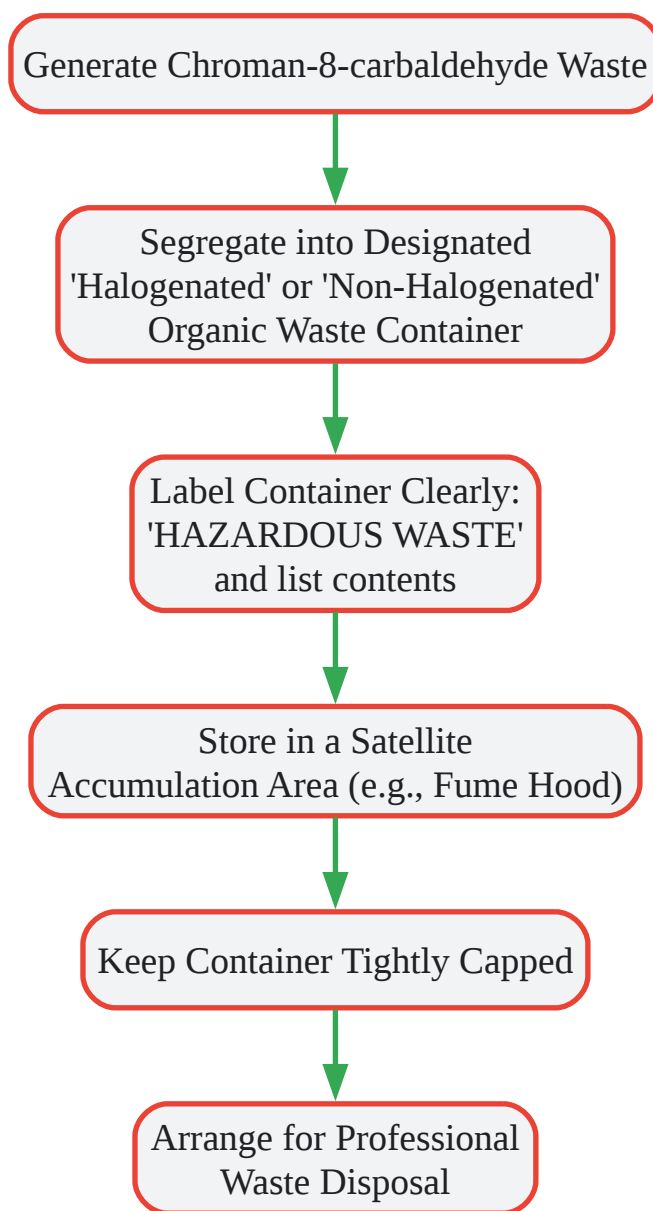 Generate Chroman-8-carbaldehyde Waste
Segregate into Designated
'Halogenated' or 'Non-Halogenated'
Organic Waste Container
Label Container Clearly:
'HAZARDOUS WASTE'
and list contents
Store in a Satellite
Accumulation Area (e.g., Fume Hood)
Keep Container Tightly Capped
Arrange for Professional
Waste Disposal